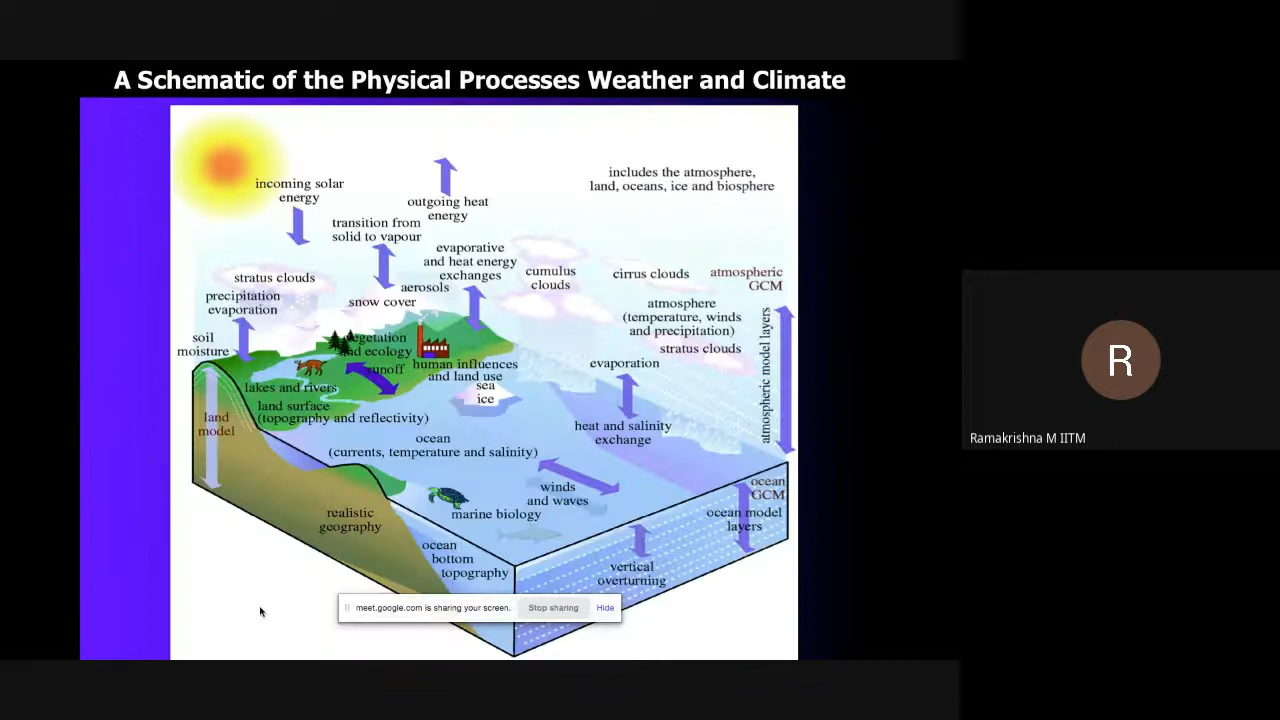 A Schematic of the Physical Processes Weather and Climate
incoming solar
energy
outgoing heat
energy
includes the atmosphere,
land, oceans, ice and biosphere
transition from
solid to vapour
evaporative
and heat energy
exchanges
stratus clouds
cumulus
clouds
cirrus clouds
atmospheric
GCM
aerosols
snow cover
precipitation
evaporation
atmosphere
(temperature, winds
and precipitation)
soil
moisture
vegetation
and ecology
stratus clouds
atmospheric model layers
human influences
and land use
evaporation
runoff
lakes and rivers
sea
ice
land surface
(topography and reflectivity)
land
model
heat and salinity
exchange
ocean
(currents, temperature and salinity)
winds
and waves
ocean
GCM
marine biology
realistic
geography
ocean model
layers
ocean
bottom
topography
vertical
overturning
meet.google.com is sharing your screen.
Stop sharing
Hide
R
Ramakrishna M IITM